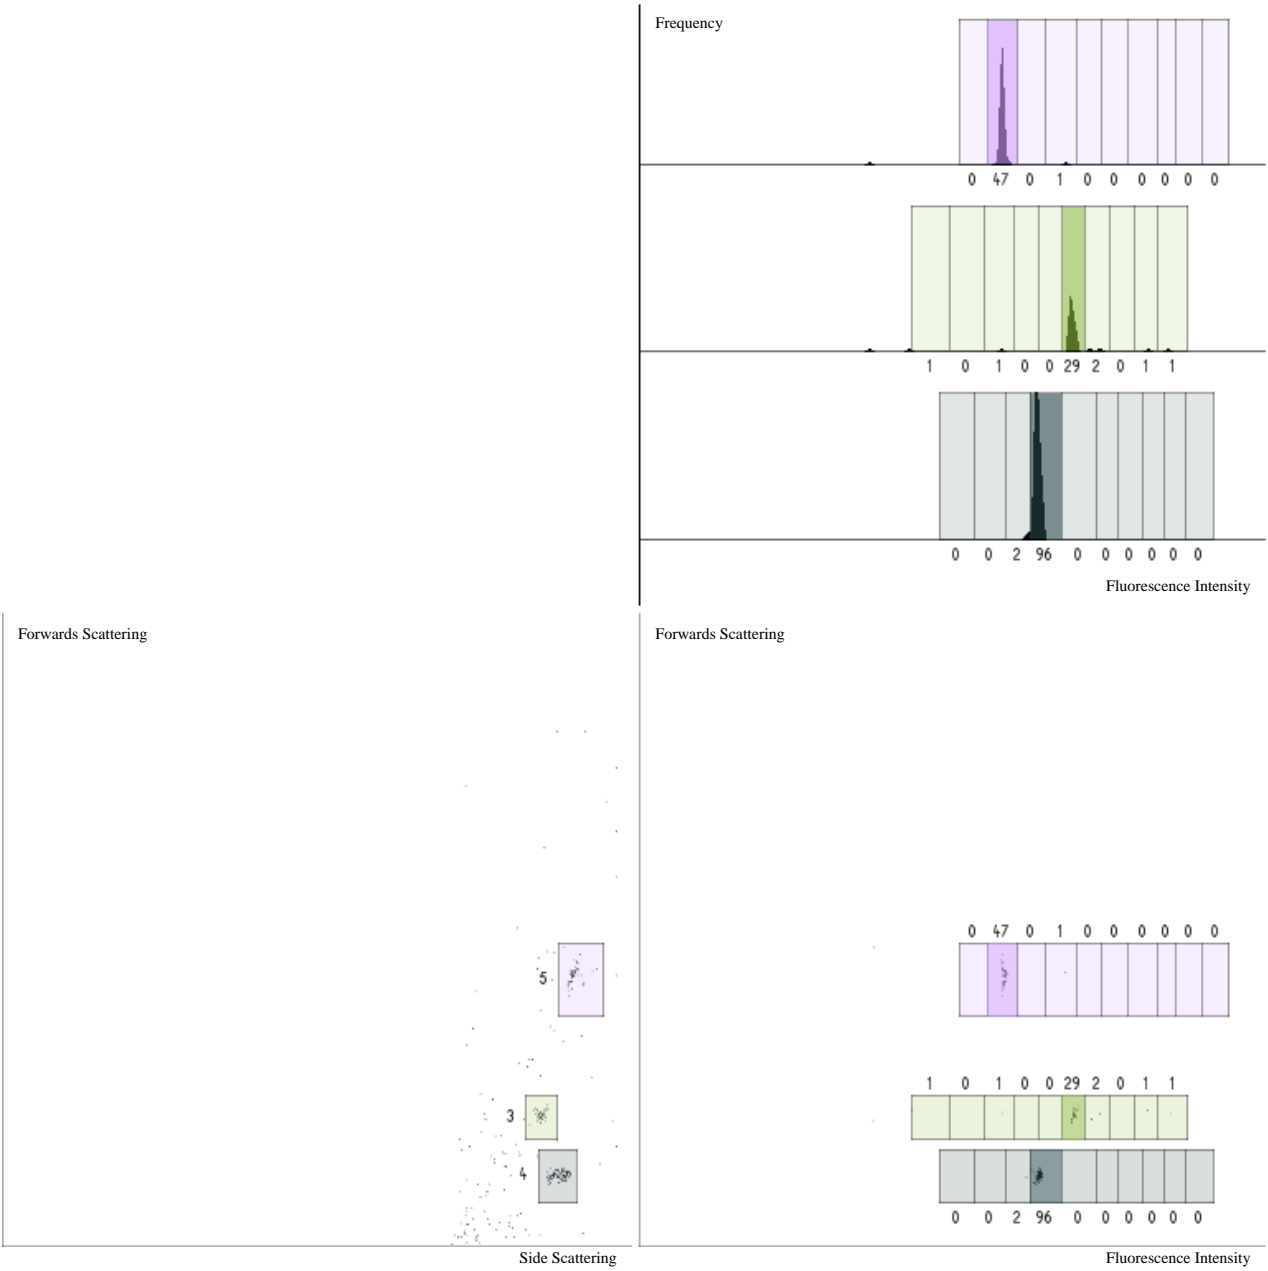 Frequency
0 47 0 1 0 0 0 0 0 0
1 0 1 0 0 29 2 0 1 1
0 0 2 96 0 0 0 0 0 0
Fluorescence Intensity
Forwards Scattering
5
3
4
Side Scattering
Forwards Scattering
0 47 0 1 0 0 0 0 0 0
1 0 1 0 0 29 2 0 1 1
0 0 2 96 0 0 0 0 0 0
Fluorescence Intensity